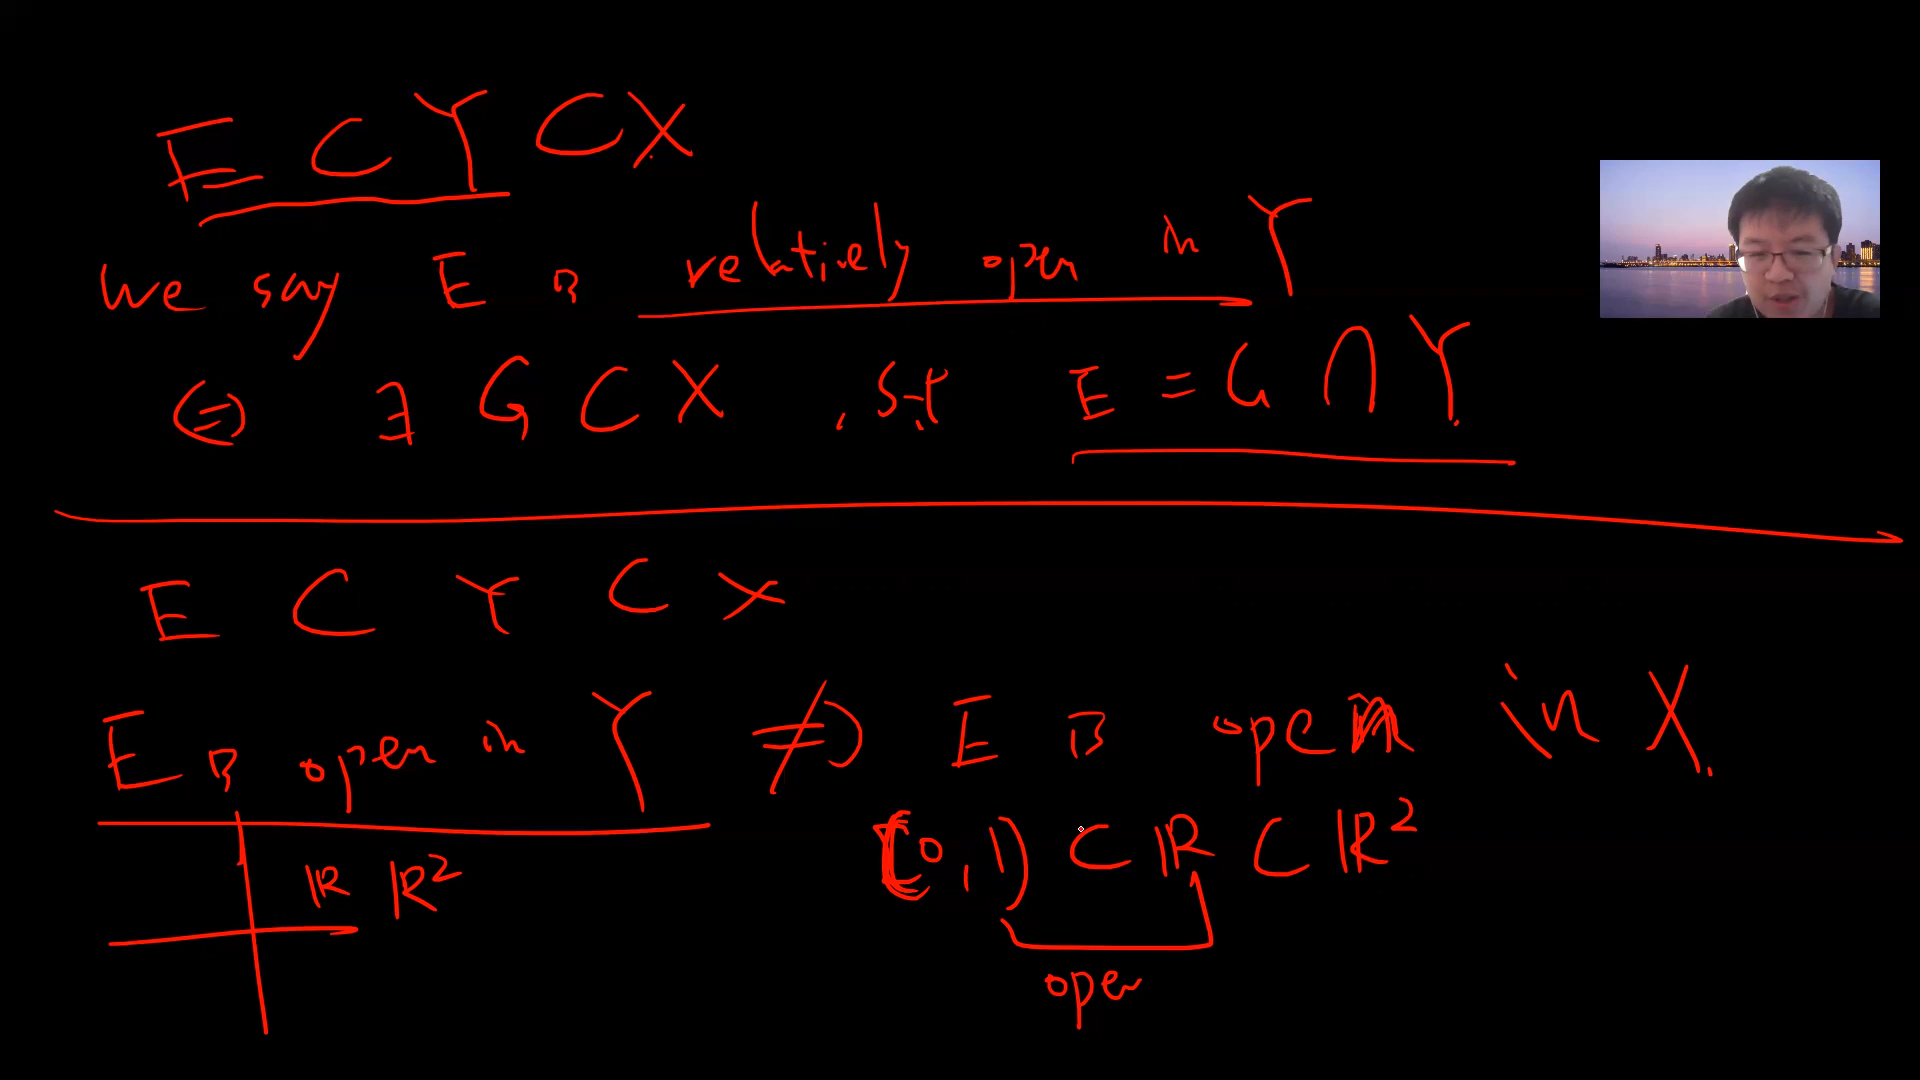 E ⊂ Y ⊂ X
We say E is relatively open in Y
⇔ ∃ G ⊂ X, s.t E = G ∩ Y.
E ⊂ Y ⊂ X
E is open in Y ⇏ E is open in X.
(0,1) ⊂ ℝ ⊂ ℝ²
ℝ ℝ²
open